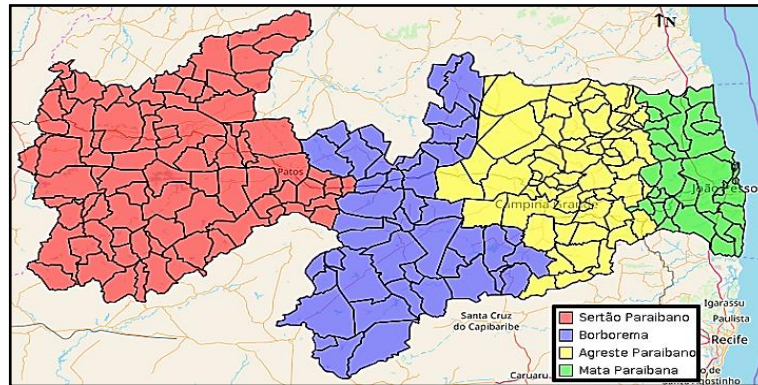 N
Patos
João Pesso
Campina Grande
Santa Cruz
do Capibaribe
Igarassu
Paulista
Recife
Caruaru
Sertão Paraibano
Borborema
Agreste Paraibano
Mata Paraibana